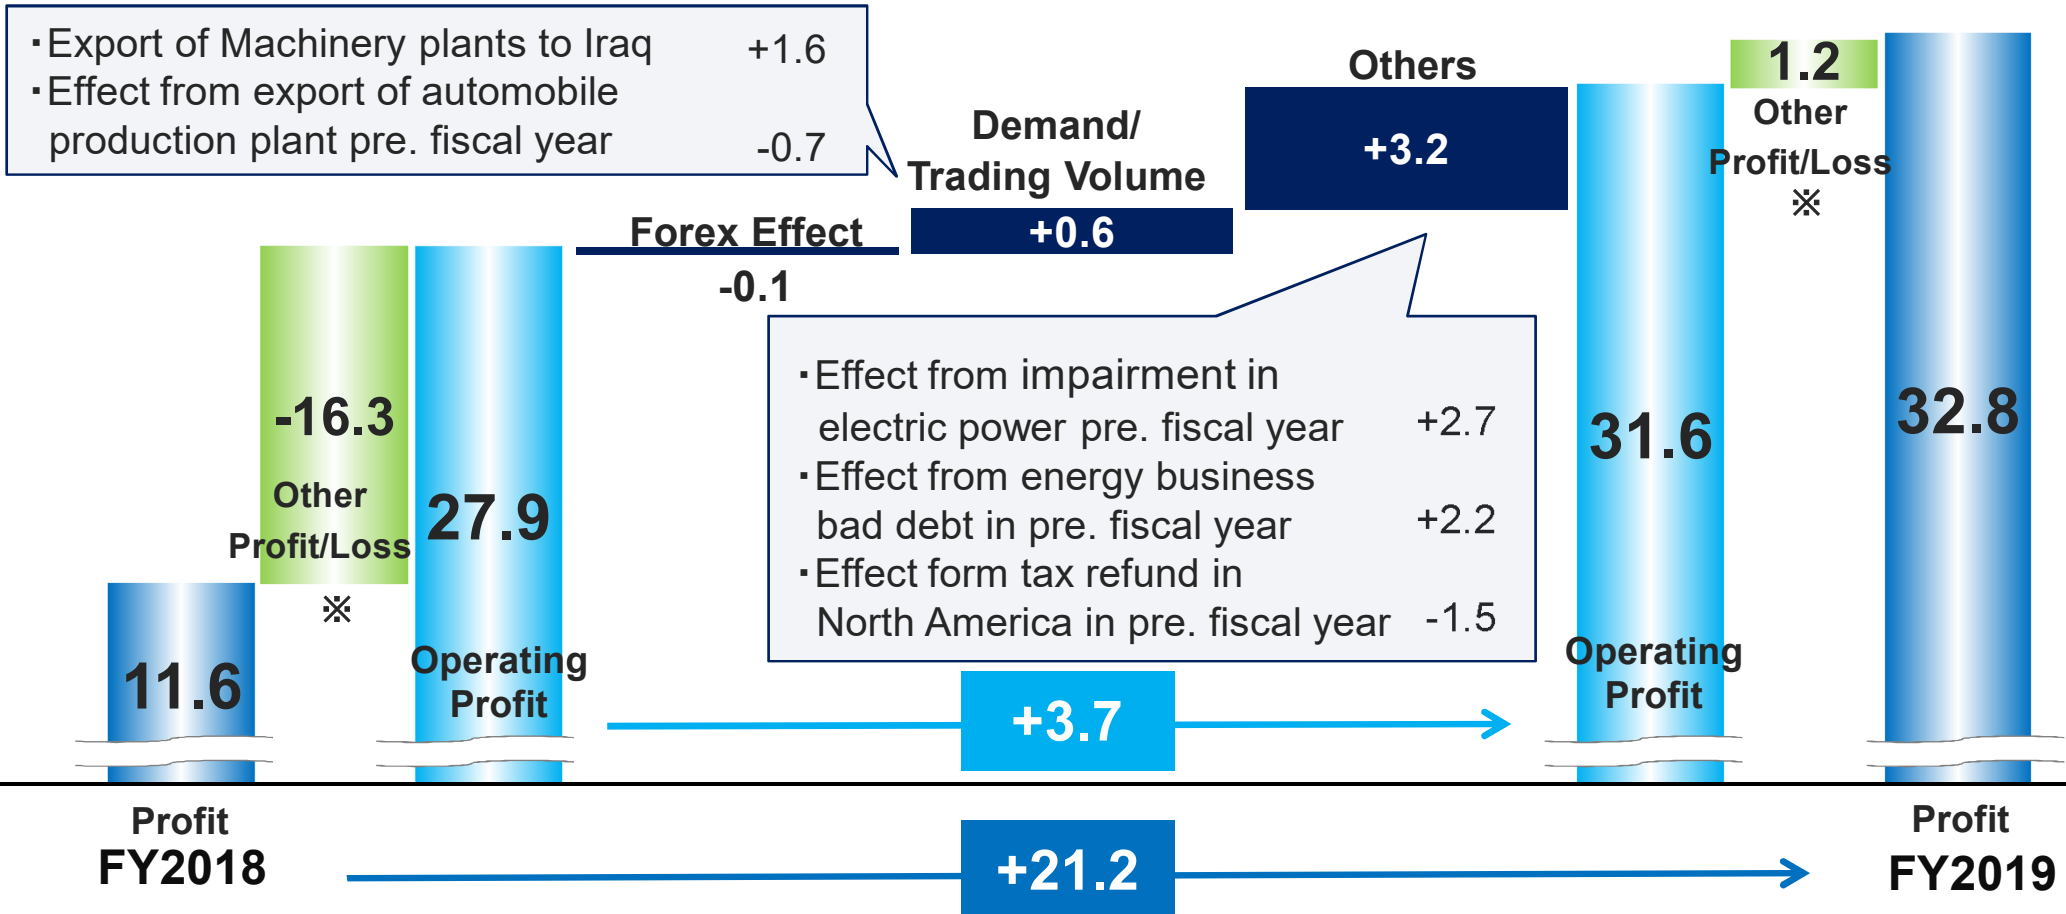 ・Export of Machinery plants to Iraq +1.6
・Effect from export of automobile
production plant pre. fiscal year -0.7
Forex Effect
-0.1
Demand/
Trading Volume
+0.6
Others
+3.2
1.2
Other
Profit/Loss
※
-16.3
Other
Profit/Loss
※
27.9
Operating
Profit
11.6
・Effect from impairment in
electric power pre. fiscal year +2.7
・Effect from energy business
bad debt in pre. fiscal year +2.2
・Effect form tax refund in
North America in pre. fiscal year -1.5
31.6
Operating
Profit
32.8
+3.7
Profit
FY2018
+21.2
Profit
FY2019